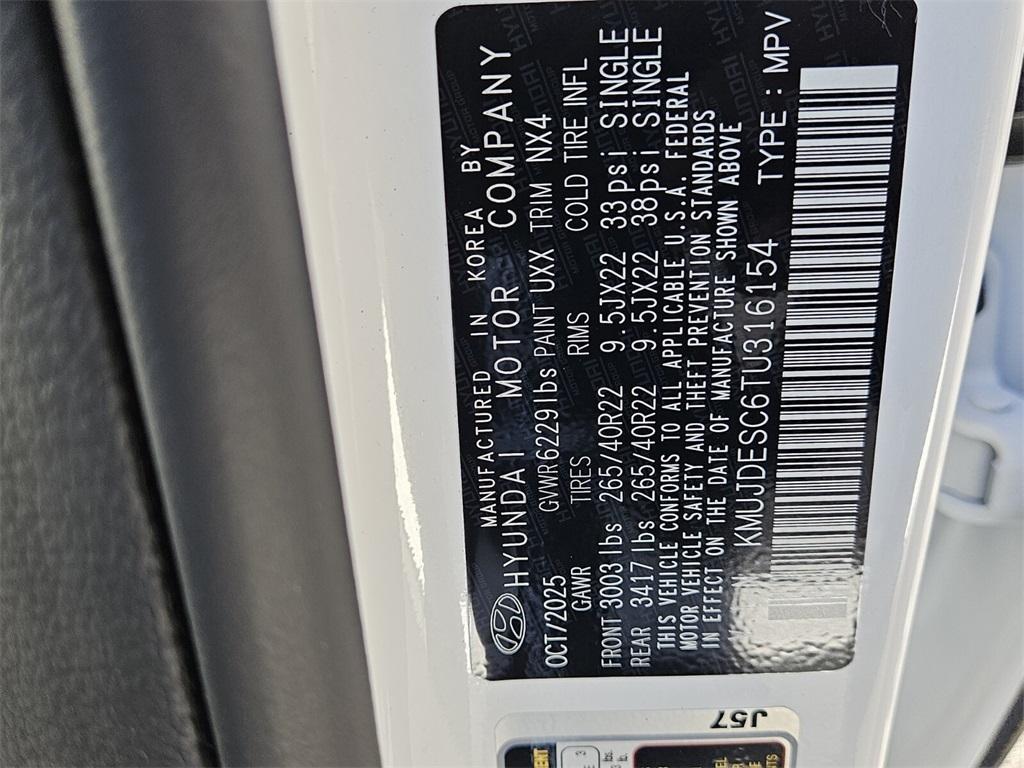 MANUFACTURED IN KOREA BY
HYUNDAI MOTOR COMPANY
OCT/2025 GVWR 6229lbs PAINT UXX TRIM NX4
GAWR TIRES RIMS COLD TIRE INFL
FRONT 3003lbs 265/40R22 9.5JX22 33psi SINGLE
REAR 3417lbs 265/40R22 9.5JX22 38psi SINGLE
THIS VEHICLE CONFORMS TO ALL APPLICABLE U.S.A. FEDERAL
MOTOR VEHICLE SAFETY AND THEFT PREVENTION STANDARDS
IN EFFECT ON THE DATE OF MANUFACTURE SHOWN ABOVE
KMUJDESC6TU316154 TYPE : MPV
J57